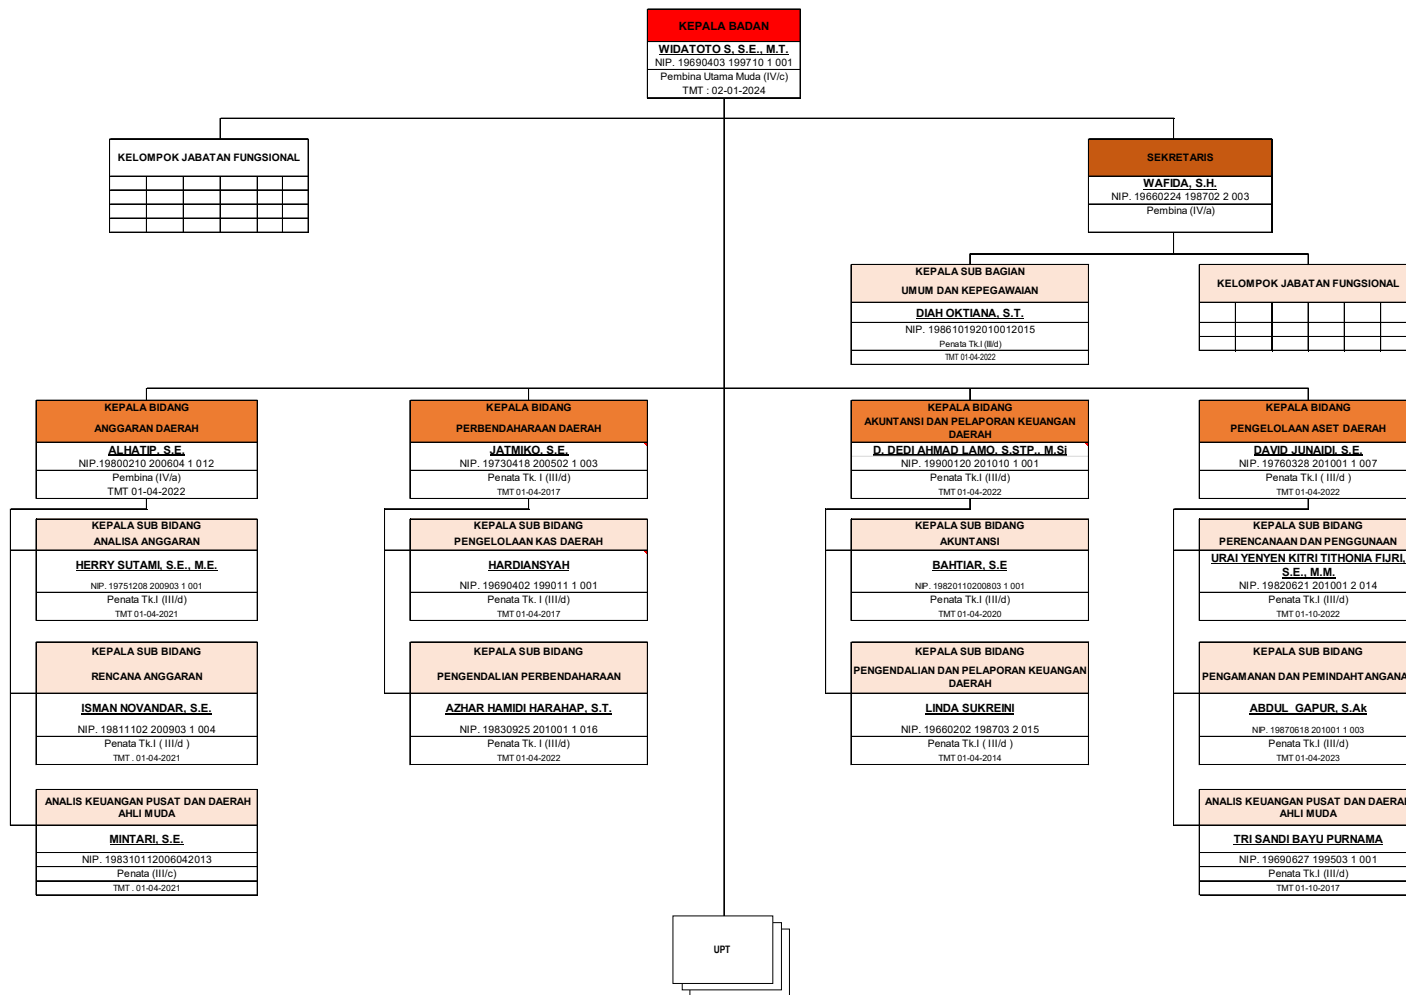 KEPALA BADAN
WIDATOTO S, S.E., M.T.
NIP. 19690403 199710 1 001
Pembina Utama Muda (IV/c)
TMT : 02-01-2024
KELOMPOK JABATAN FUNGSIONAL
SEKRETARIS
WAFIDA, S.H.
NIP. 19660224 198702 2 003
Pembina (IV/a)
KEPALA SUB BAGIAN
UMUM DAN KEPEGAWAIAN
DIAH OKTIANA, S.T.
NIP. 198610192010012015
Penata Tk.I (III/d)
TMT 01-04-2022
KELOMPOK JABATAN FUNGSIONAL
KEPALA BIDANG
ANGGARAN DAERAH
ALHATIP, S.E.
NIP.19800210 200604 1 012
Pembina (IV/a)
TMT 01-04-2022
KEPALA SUB BIDANG
ANALISA ANGGARAN
HERRY SUTAMI, S.E., M.E.
NIP. 19751208 200903 1 001
Penata Tk.I (III/d)
TMT 01-04-2021
KEPALA SUB BIDANG
RENCANA ANGGARAN
ISMAN NOVANDAR, S.E.
NIP. 19811102 200903 1 004
Penata Tk.I ( III/d )
TMT . 01-04-2021
ANALIS KEUANGAN PUSAT DAN DAERAH
AHLI MUDA
MINTARI, S.E.
NIP. 198310112006042013
Penata (III/c)
TMT . 01-04-2021
KEPALA BIDANG
PERBENDAHARAAN DAERAH
JATMIKO, S.E.
NIP. 19730418 200502 1 003
Penata Tk. I (III/d)
TMT 01-04-2017
KEPALA SUB BIDANG
PENGELOLAAN KAS DAERAH
HARDIANSYAH
NIP. 19690402 199011 1 001
Penata Tk. I (III/d)
TMT 01-04-2017
KEPALA SUB BIDANG
PENGENDALIAN PERBENDAHARAAN
AZHAR HAMIDI HARAHAP, S.T.
NIP. 19830925 201001 1 016
Penata Tk. I (III/d)
TMT 01-04-2022
KEPALA BIDANG
AKUNTANSI DAN PELAPORAN KEUANGAN
DAERAH
D. DEDI AHMAD LAMO, S.STP., M.Si
NIP. 19900120 201010 1 001
Penata Tk.I (III/d)
TMT 01-04-2022
KEPALA SUB BIDANG
AKUNTANSI
BAHTIAR, S.E
NIP. 19820110200803 1 001
Penata Tk.I (III/d)
TMT 01-04-2020
KEPALA SUB BIDANG
PENGENDALIAN DAN PELAPORAN KEUANGAN
DAERAH
LINDA SUKREINI
NIP. 19660202 198703 2 015
Penata Tk.I ( III/d )
TMT 01-04-2014
KEPALA BIDANG
PENGELOLAAN ASET DAERAH
DAVID JUNAIDI, S.E.
NIP. 19760328 201001 1 007
Penata Tk.I ( III/d )
TMT 01-04-2022
KEPALA SUB BIDANG
PERENCANAAN DAN PENGGUNAAN
URAI YENYEN KITRI TITHONIA FIJRI,
S.E., M.M.
NIP. 19820621 201001 2 014
Penata Tk.I (III/d)
TMT 01-10-2022
KEPALA SUB BIDANG
PENGAMANAN DAN PEMINDAHTANGANA
ABDUL GAPUR, S.Ak
NIP. 19870618 201001 1 003
Penata Tk.I (III/d)
TMT 01-04-2023
ANALIS KEUANGAN PUSAT DAN DAERAH
AHLI MUDA
TRI SANDI BAYU PURNAMA
NIP. 19690627 199503 1 001
Penata Tk.I (III/d)
TMT 01-10-2017
UPT